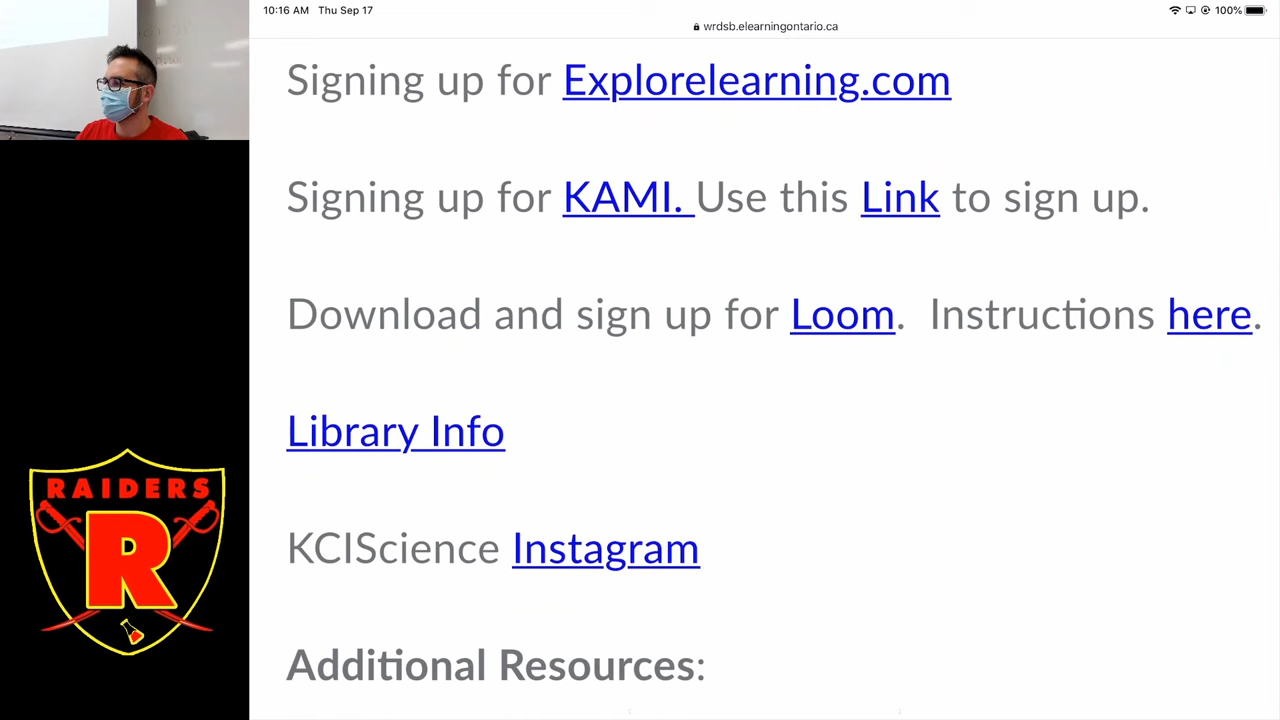 10:16 AM Thu Sep 17
100%
wrdsb.elearningontario.ca
Signing up for Explorelearning.com
Signing up for KAMI. Use this Link to sign up.
Download and sign up for Loom. Instructions here.
Library Info
KCIScience Instagram
Additional Resources:
RAIDERS
R